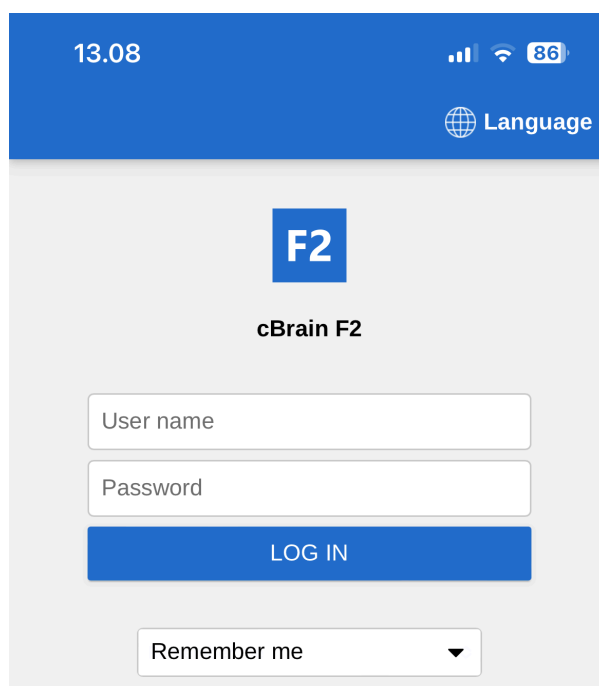 13.08
86
Language
F2
cBrain F2
User name
Password
LOG IN
Remember me